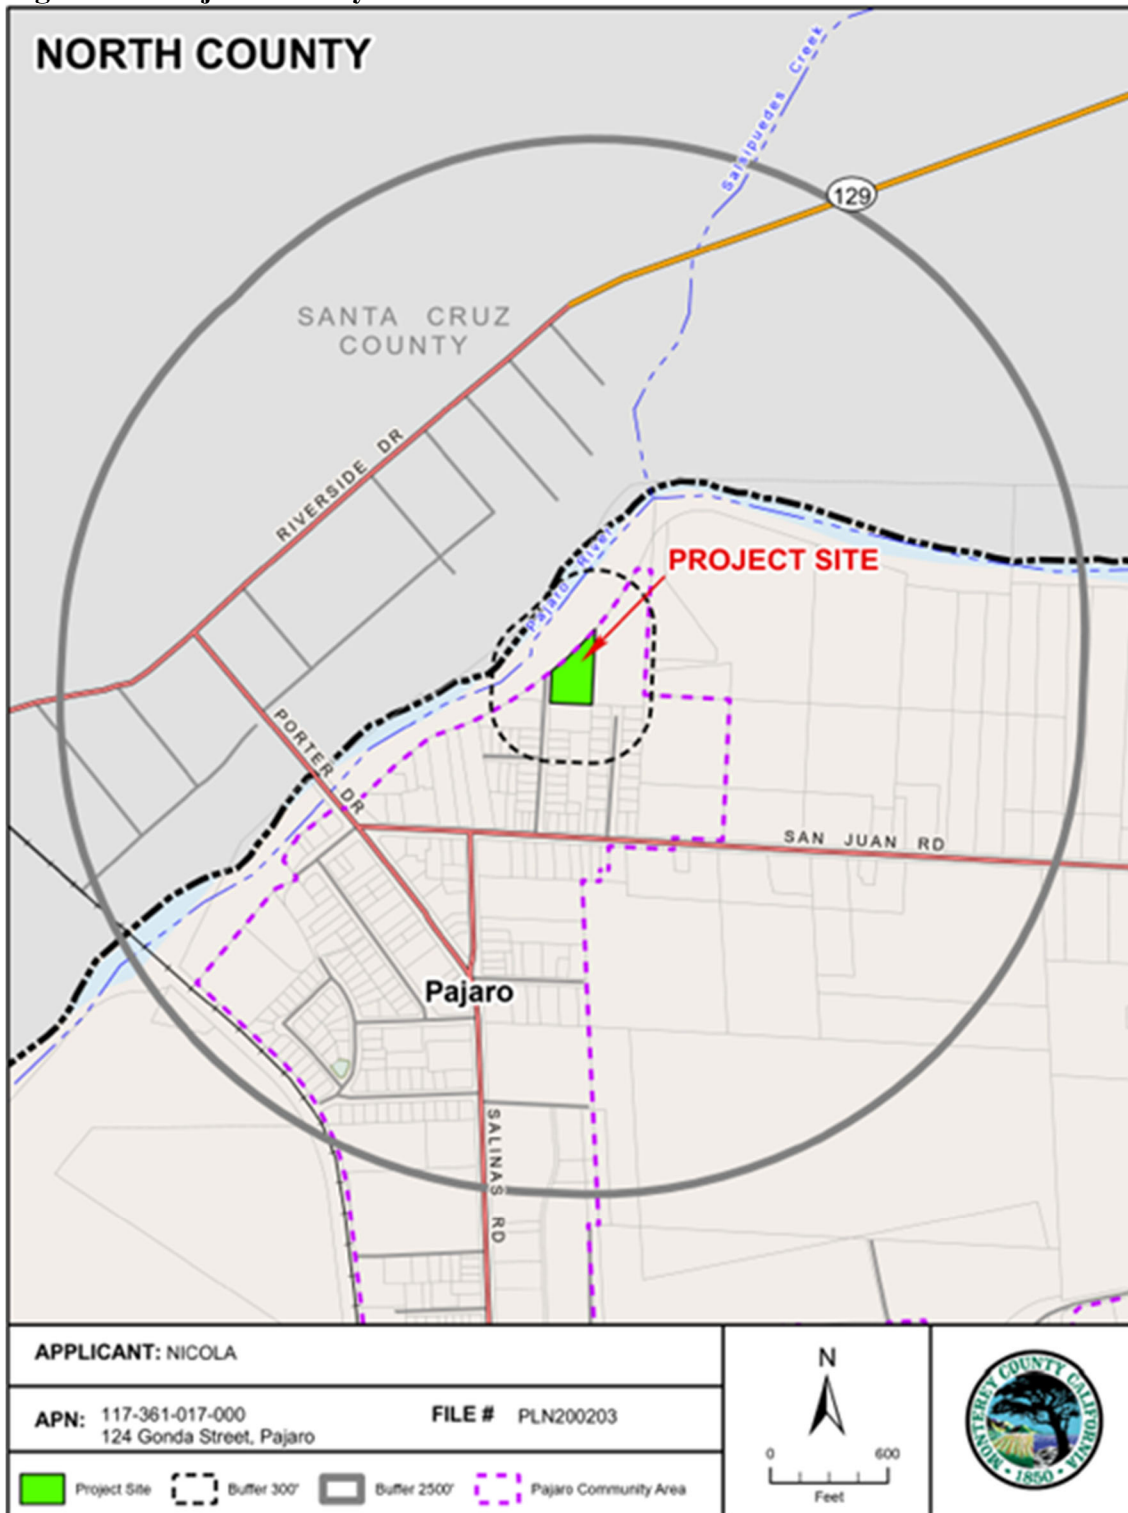 NORTH COUNTY
Salsipuedes Creek
129
SANTA CRUZ
COUNTY
RIVERSIDE DR
PROJECT SITE
Pajaro River
PORTER DR
SAN JUAN RD
Pajaro
SALINAS RD
APPLICANT: NICOLA
APN: 117-361-017-000
124 Gonda Street, Pajaro
FILE # PLN200203
Project Site
Buffer 300'
Buffer 2500'
Pajaro Community Area
N
0 600
Feet
MONTEREY COUNTY CALIFORNIA
1850